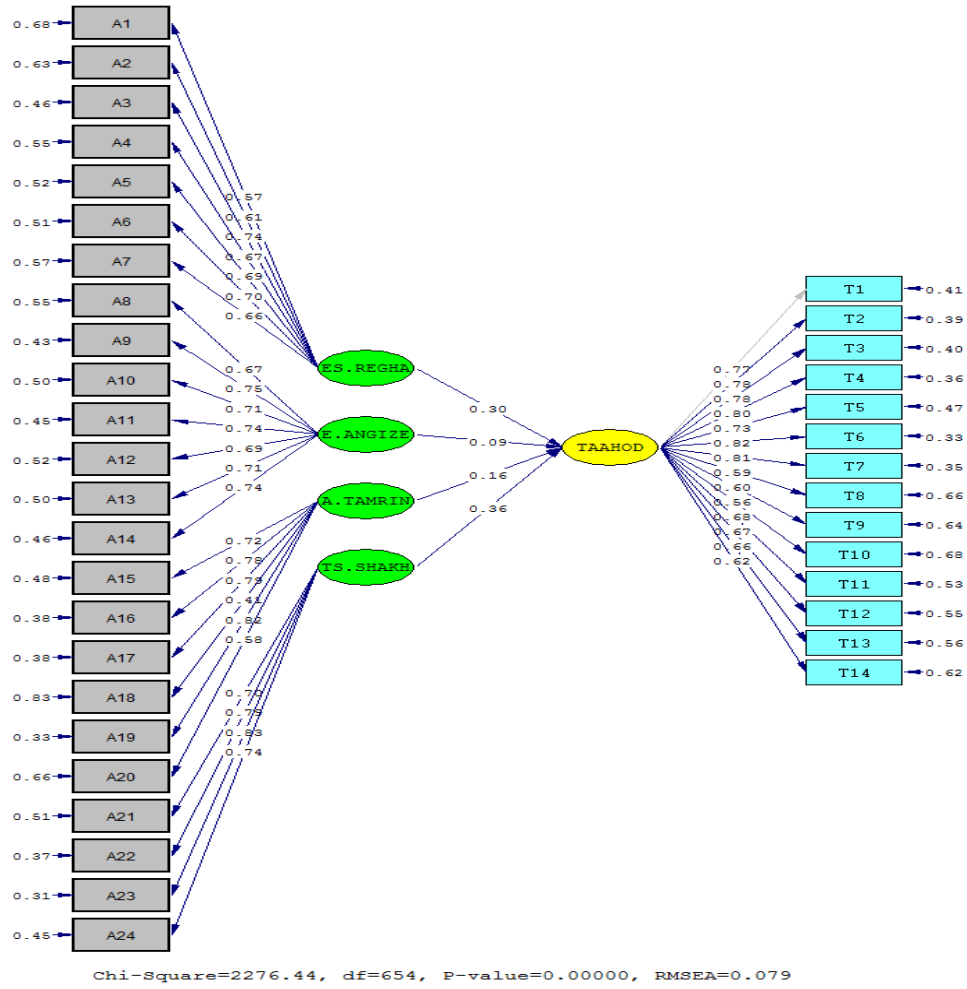 0.68 A1
0.63 A2
0.46 A3
0.55 A4
0.52 A5
0.51 A6
0.57 A7
0.55 A8
0.43 A9
0.50 A10
0.45 A11
0.52 A12
0.50 A13
0.46 A14
0.48 A15
0.38 A16
0.38 A17
0.83 A18
0.33 A19
0.66 A20
0.51 A21
0.37 A22
0.31 A23
0.45 A24
0.57
0.61
0.74
0.67
0.69
0.70
0.66
0.67
0.75
0.71
0.74
0.69
0.71
0.74
0.72
0.78
0.79
0.41
0.82
0.58
0.70
0.79
0.83
0.74
ES.REGHA
E.ANGIZE
A.TAMRIN
TS.SHAKH
0.30
0.09
0.16
0.36
TAAHOD
0.77
0.78
0.78
0.80
0.73
0.82
0.81
0.59
0.60
0.56
0.68
0.67
0.66
0.62
T1 0.41
T2 0.39
T3 0.40
T4 0.36
T5 0.47
T6 0.33
T7 0.35
T8 0.66
T9 0.64
T10 0.68
T11 0.53
T12 0.55
T13 0.56
T14 0.62
Chi-Square=2276.44, df=654, P-value=0.00000, RMSEA=0.079